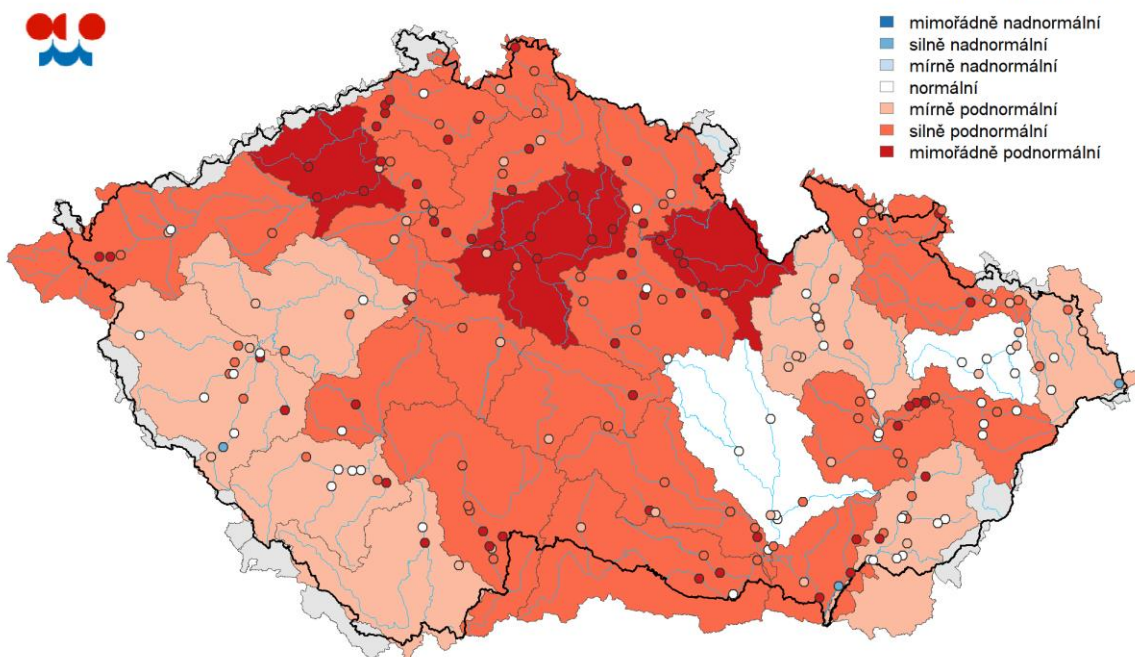 mimořádně nadnormální
silně nadnormální
mírně nadnormální
normální
mírně podnormální
silně podnormální
mimořádně podnormální